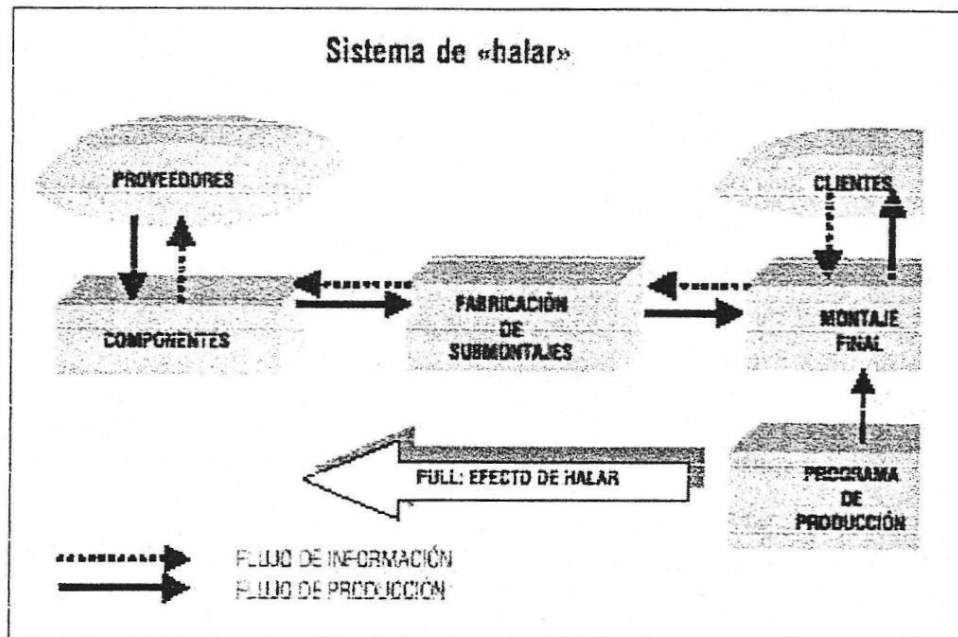 Sistema de «halar»
PROVEEDORES
CLIENTES
COMPONENTES
FABRICACIÓN
DE
SUBMONTAJES
MONTAJE
FINAL
PULL: EFECTO DE HALAR
PROGRAMA
DE
PRODUCCIÓN
FLUJO DE INFORMACIÓN
FLUJO DE PRODUCCIÓN